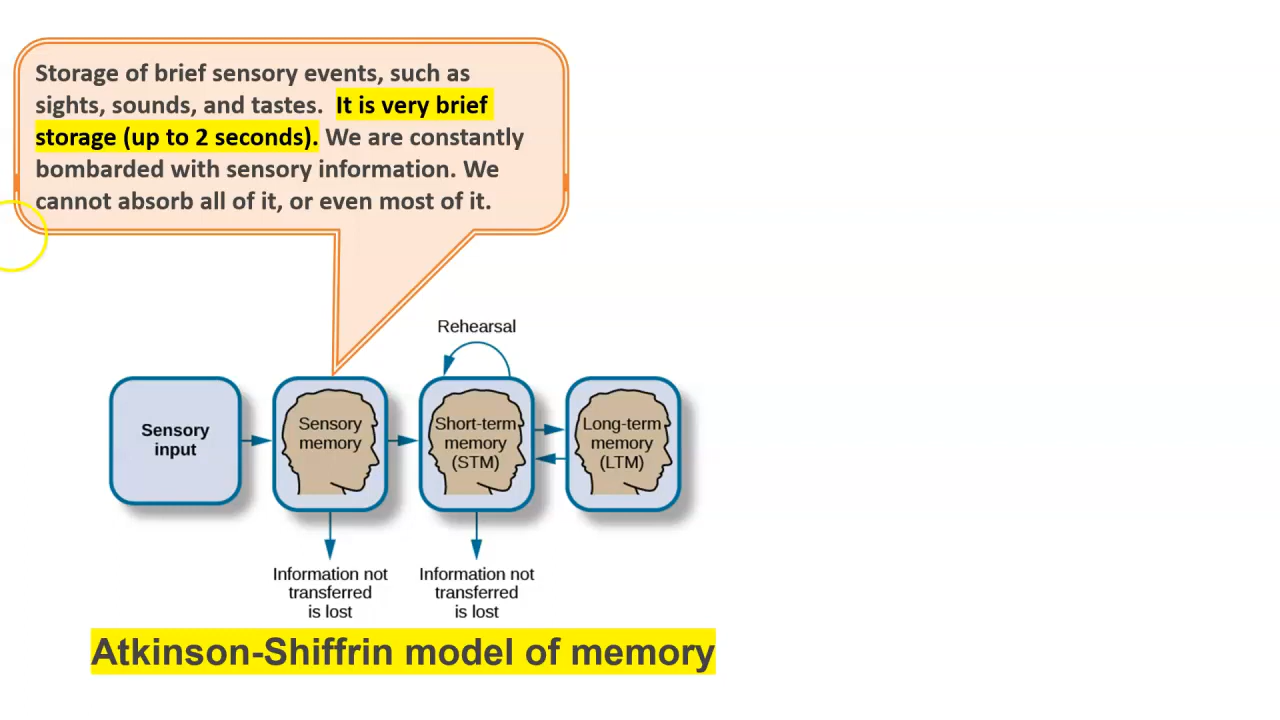 Storage of brief sensory events, such as
sights, sounds, and tastes. It is very brief
storage (up to 2 seconds). We are constantly
bombarded with sensory information. We
cannot absorb all of it, or even most of it.
Rehearsal
Sensory
input
Sensory
memory
Short-term
memory
(STM)
Long-term
memory
(LTM)
Information not
transferred
is lost
Information not
transferred
is lost
Atkinson-Shiffrin model of memory